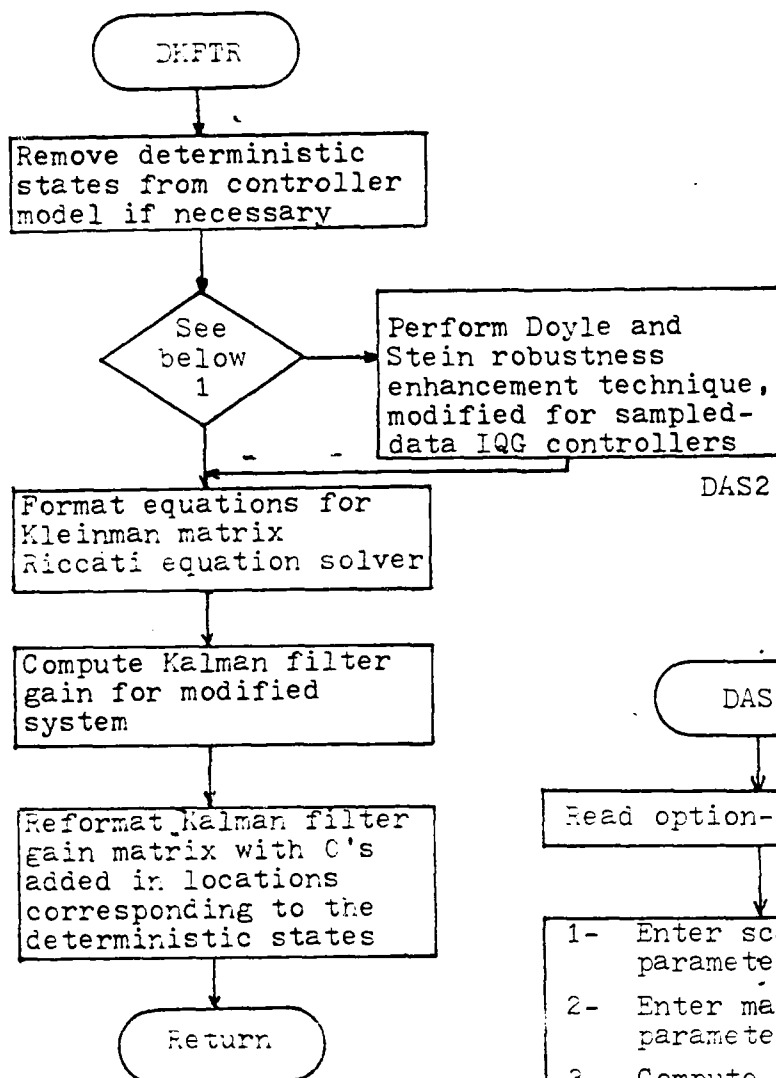 DKFTR
Remove deterministic
states from controller
model if necessary
See
below
1
Perform Doyle and
Stein robustness
enhancement technique,
modified for sampled-
data IQG controllers
DAS2
Format equations for
Kleinman matrix
Riccati equation solver
Compute Kalman filter
gain for modified
system
Reformat Kalman filter
gain matrix with 0's
added in locations
corresponding to the
deterministic states
Return
DAS
Read option-
1- Enter sc
paramete
2- Enter ma
paramete
3- Compute